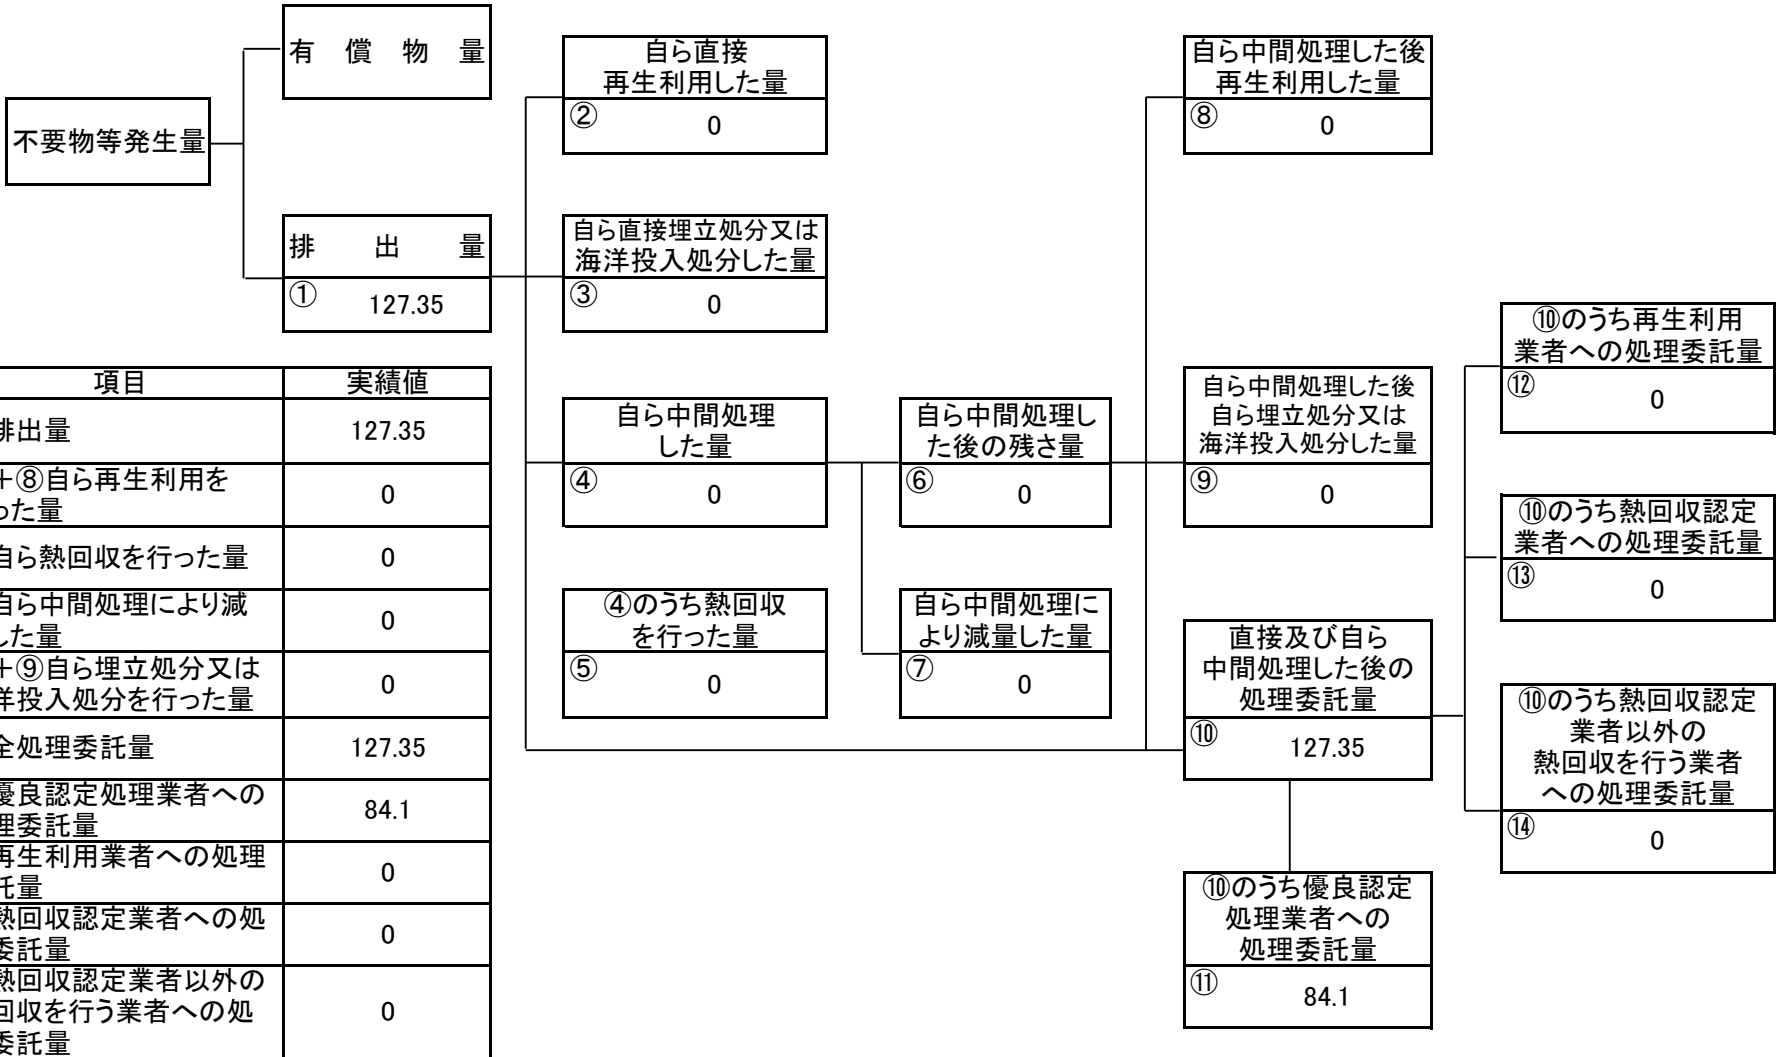 有 償 物 量
不要物等発生量
排 出 量
① 127.35
自ら直接
再生利用した量
② 0
自ら直接埋立処分又は
海洋投入処分した量
③ 0
自ら中間処理
した量
④ 0
④のうち熱回収
を行った量
⑤ 0
自ら中間処理し
た後の残さ量
⑥ 0
自ら中間処理に
より減量した量
⑦ 0
自ら中間処理した後
再生利用した量
⑧ 0
自ら中間処理した後
自ら埋立処分又は
海洋投入処分した量
⑨ 0
直接及び自ら
中間処理した後の
処理委託量
⑩ 127.35
⑩のうち優良認定
処理業者への
処理委託量
⑪ 84.1
⑩のうち再生利用
業者への処理委託量
⑫ 0
⑩のうち熱回収認定
業者への処理委託量
⑬ 0
⑩のうち熱回収認定
業者以外の
熱回収を行う業者
への処理委託量
⑭ 0
項目 実績値
排出量 127.35
+⑧自ら再生利用を
った量 0
自ら熱回収を行った量 0
自ら中間処理により減
した量 0
+⑨自ら埋立処分又は
洋投入処分を行った量 0
全処理委託量 127.35
優良認定処理業者への
理委託量 84.1
再生利用業者への処理
託量 0
熱回収認定業者への処
委託量 0
熱回収認定業者以外の
回収を行う業者への処
委託量 0